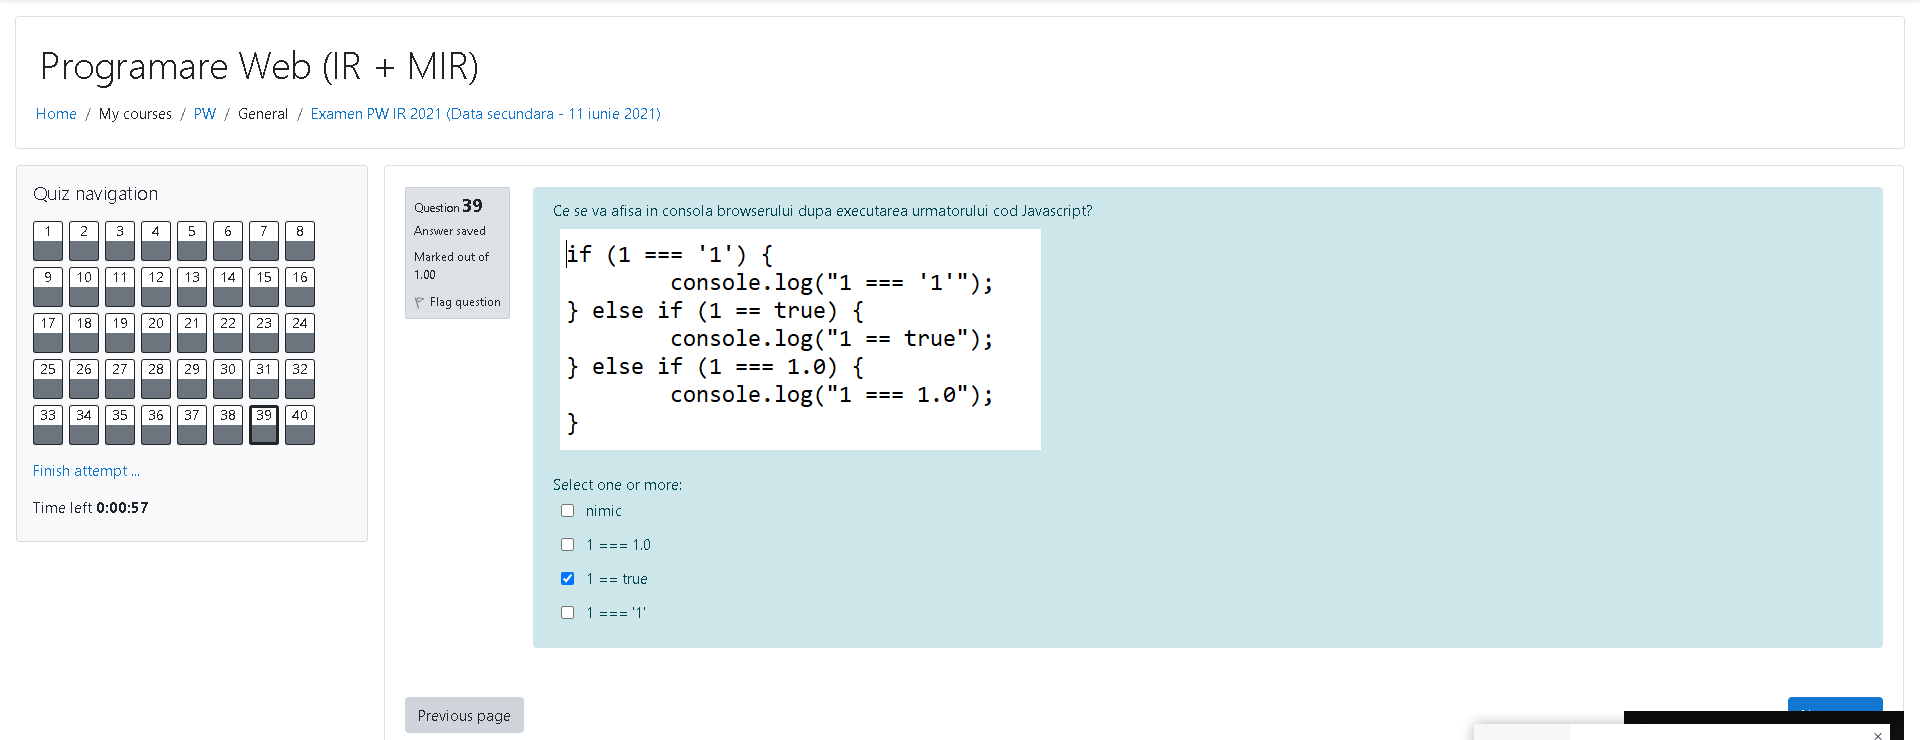 Programare Web (IR + MIR)
Home / My courses / PW / General / Examen PW IR 2021 (Data secundara - 11 iunie 2021)
Quiz navigation
1 2 3 4 5 6 7 8
9 10 11 12 13 14 15 16
17 18 19 20 21 22 23 24
25 26 27 28 29 30 31 32
33 34 35 36 37 38 39 40
Finish attempt ...
Time left 0:00:57
Question 39
Answer saved
Marked out of
1.00
Flag question
Ce se va afisa in consola browserului dupa executarea urmatorului cod Javascript?
if (1 === '1') {
console.log("1 === '1'");
} else if (1 == true) {
console.log("1 == true");
} else if (1 === 1.0) {
console.log("1 === 1.0");
}
Select one or more:
nimic
1 === 1.0
1 == true
1 === '1'
Previous page